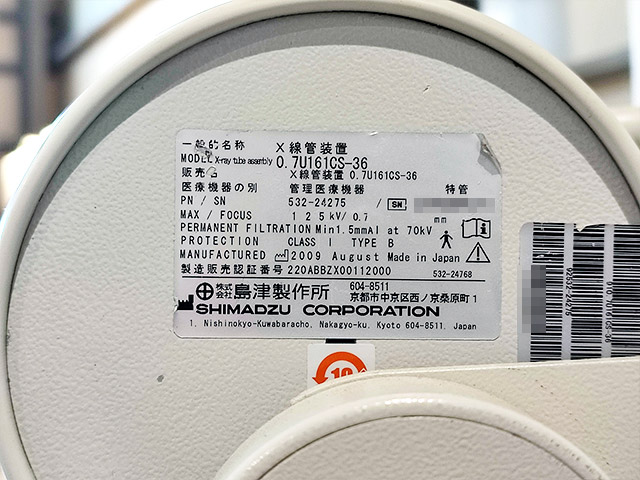 一般的名称 X線管装置
MODEL X-ray tube assembly 0.7U161CS-36
販売名 X線管装置 0.7U161CS-36
医療機器の別 管理医療機器 特管
PN / SN 532-24275 / SN
MAX / FOCUS 125kV/0.7 mm
PERMANENT FILTRATION Min1.5mmAl at 70kV
PROTECTION CLASS I TYPE B
MANUFACTURED 2009 August Made in Japan
製造販売認証番号 220ABBZX00112000 532-24768
株式会社 島津製作所 604-8511
京都市中京区西ノ京桑原町1
SHIMADZU CORPORATION
1, Nishinokyo-Kuwabaracho, Nakagyo-ku, Kyoto 604-8511, Japan
10